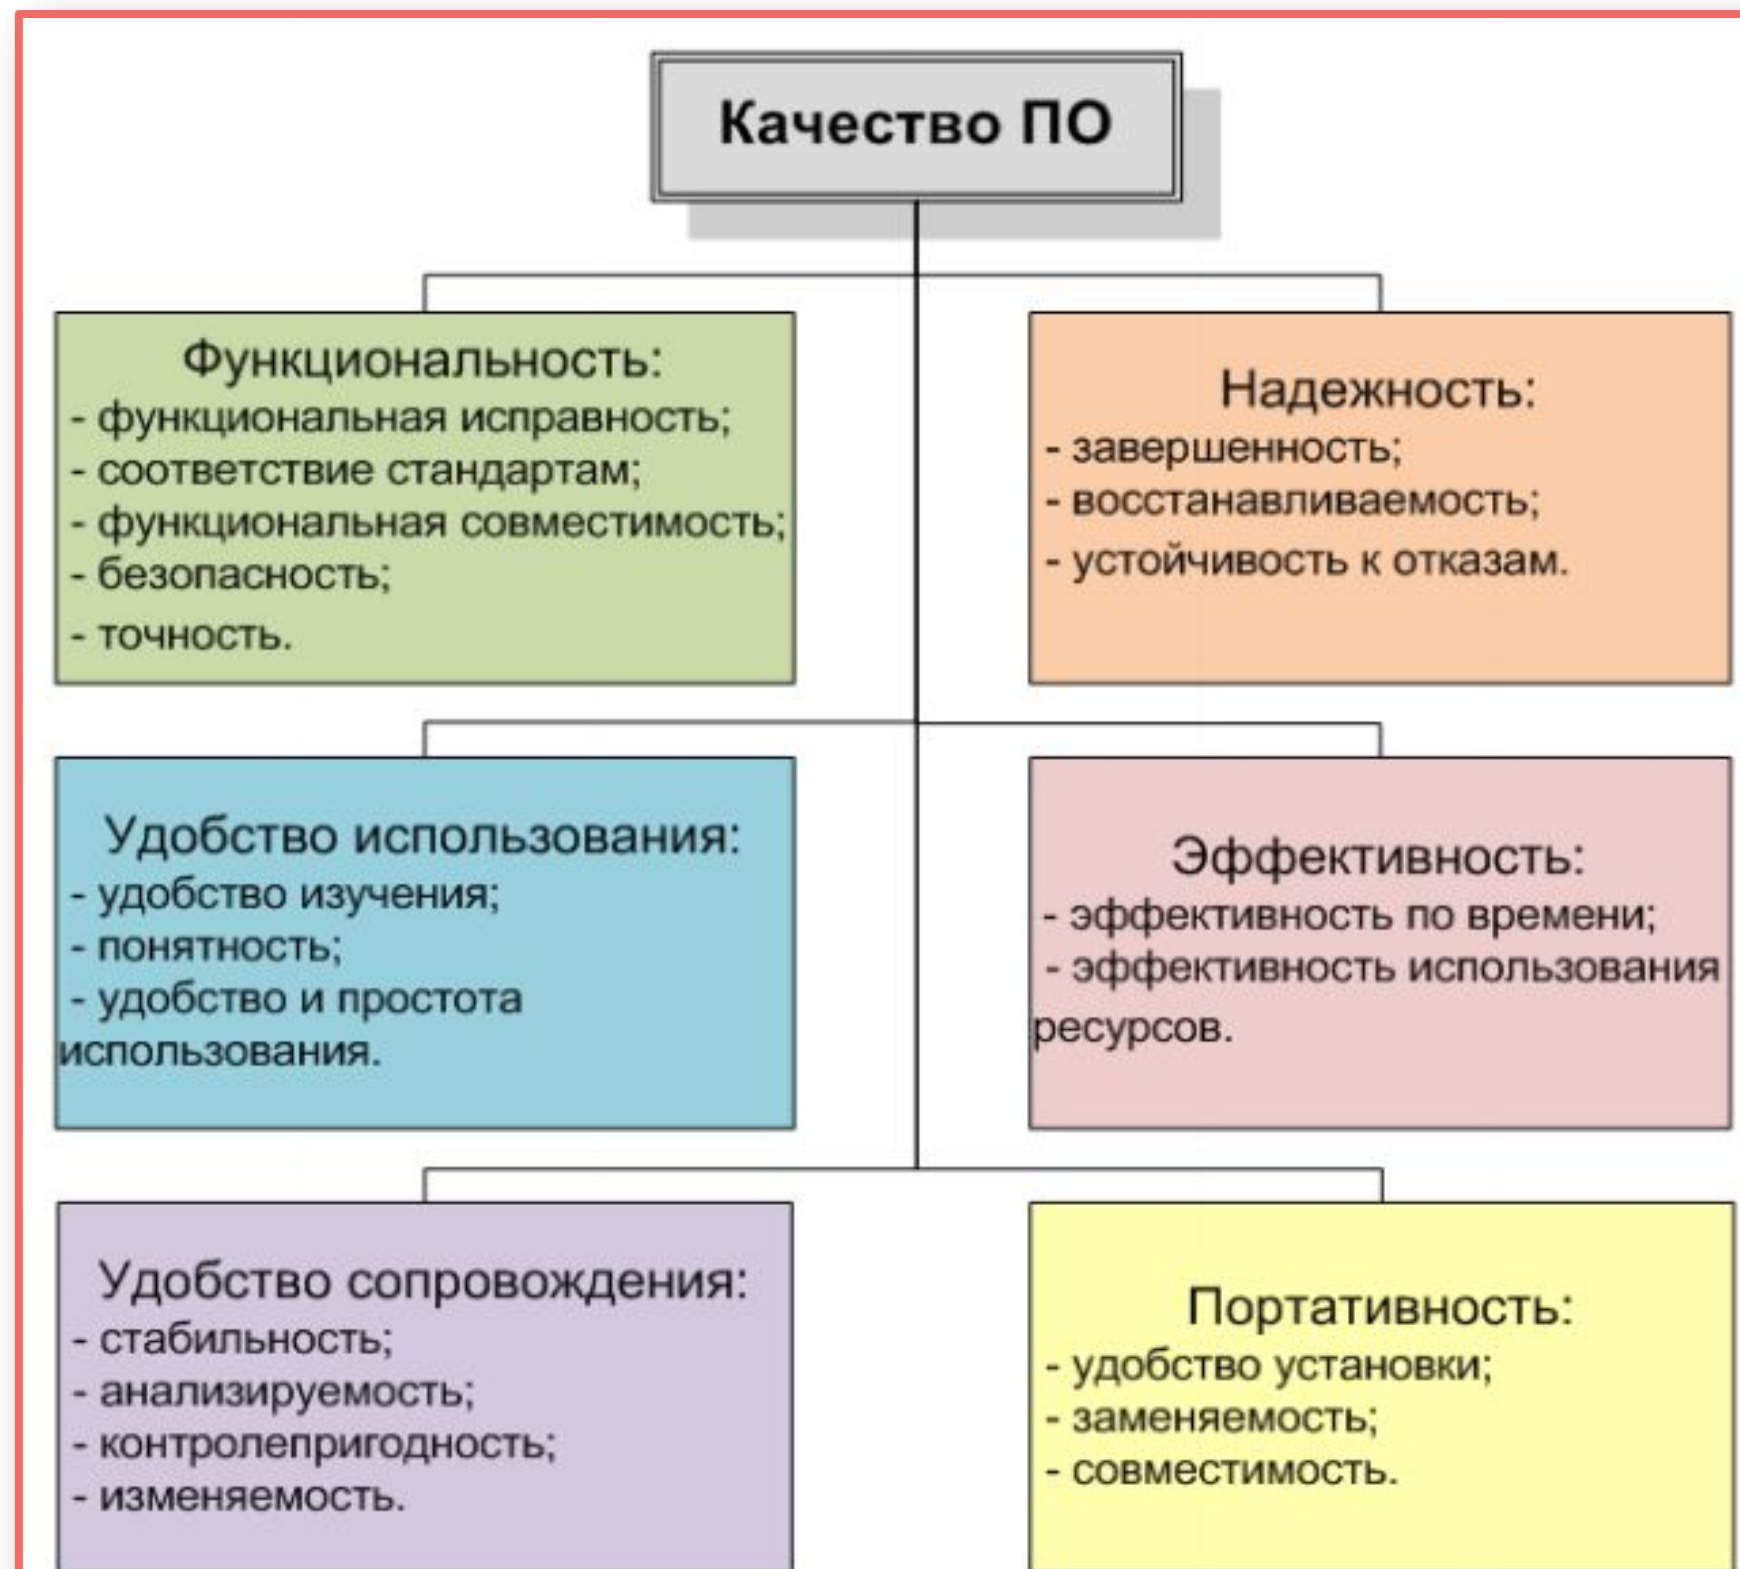 Качество ПО
Функциональность:
- функциональная исправность;
- соответствие стандартам;
- функциональная совместимость;
- безопасность;
- точность.
Надежность:
- завершенность;
- восстанавливаемость;
- устойчивость к отказам.
Удобство использования:
- удобство изучения;
- понятность;
- удобство и простота
использования.
Эффективность:
- эффективность по времени;
- эффективность использования
ресурсов.
Удобство сопровождения:
- стабильность;
- анализируемость;
- контролепригодность;
- изменяемость.
Портативность:
- удобство установки;
- заменяемость;
- совместимость.